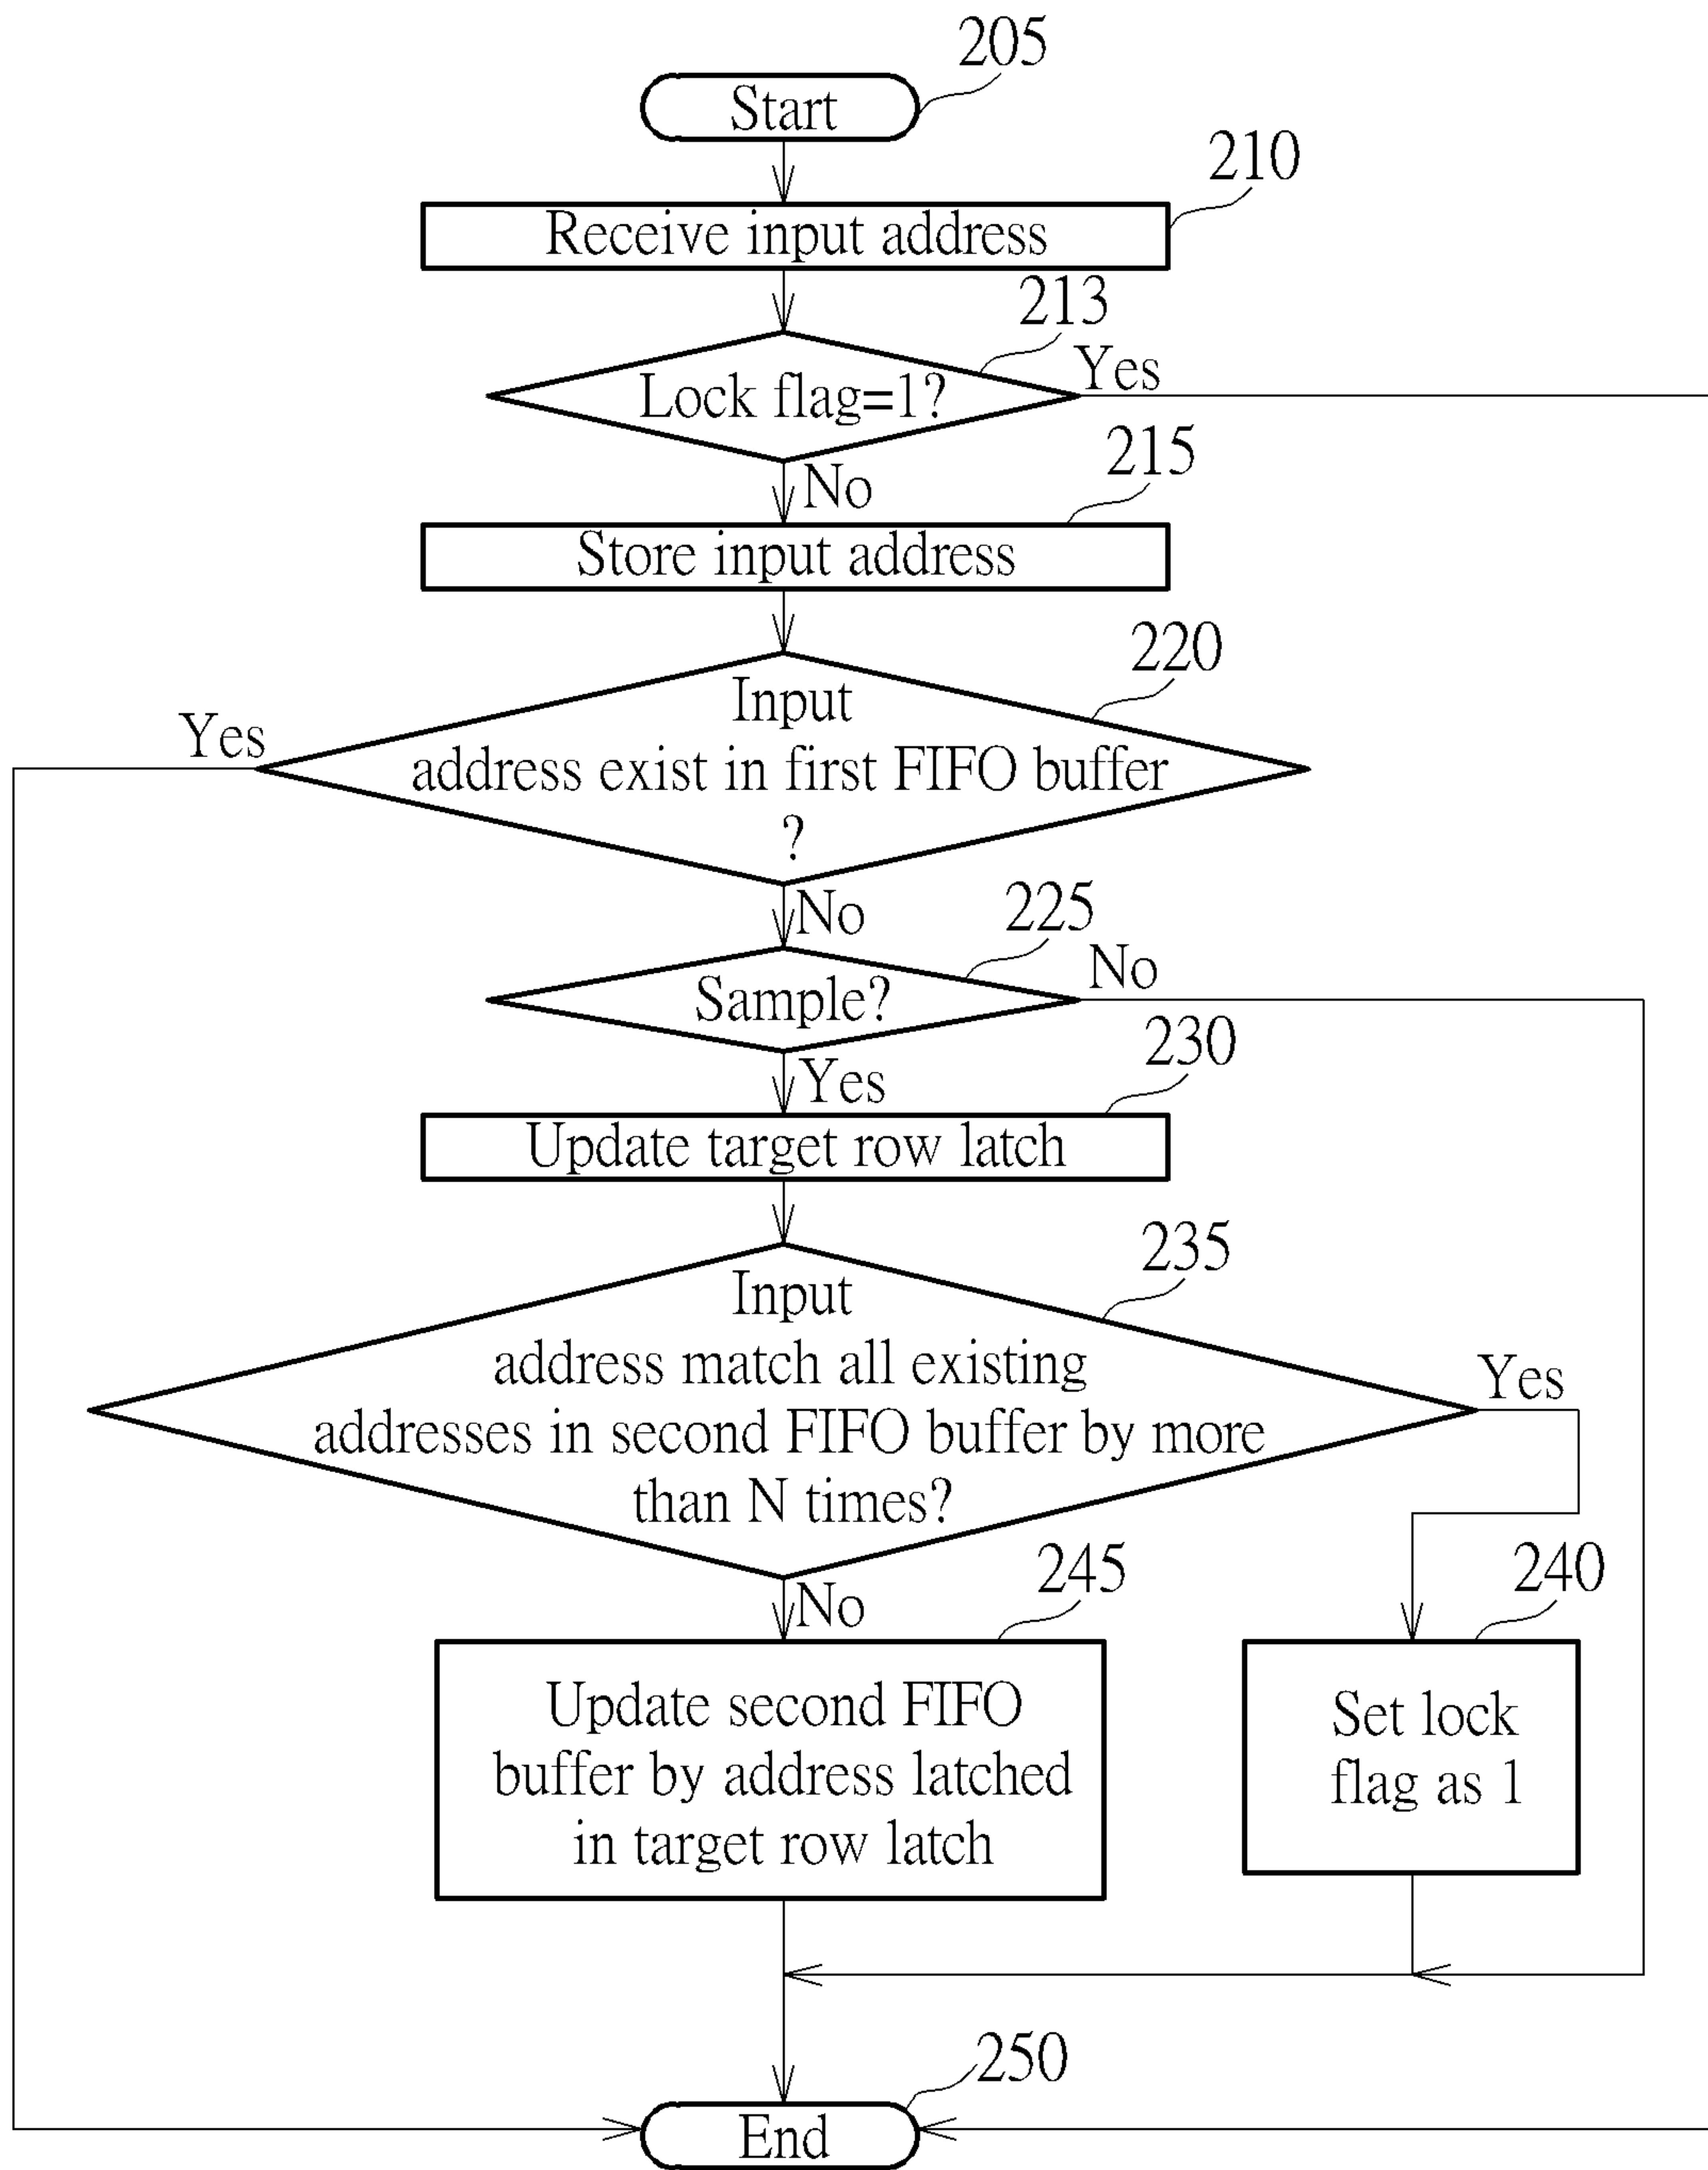 205
Start
210
Receive input address
213
Lock flag=1?
Yes
No
215
Store input address
220
Input
address exist in first FIFO buffer
?
Yes
No
225
Sample?
No
Yes
230
Update target row latch
235
Input
address match all existing
addresses in second FIFO buffer by more
than N times?
Yes
No
245
Update second FIFO
buffer by address latched
in target row latch
240
Set lock
flag as 1
250
End